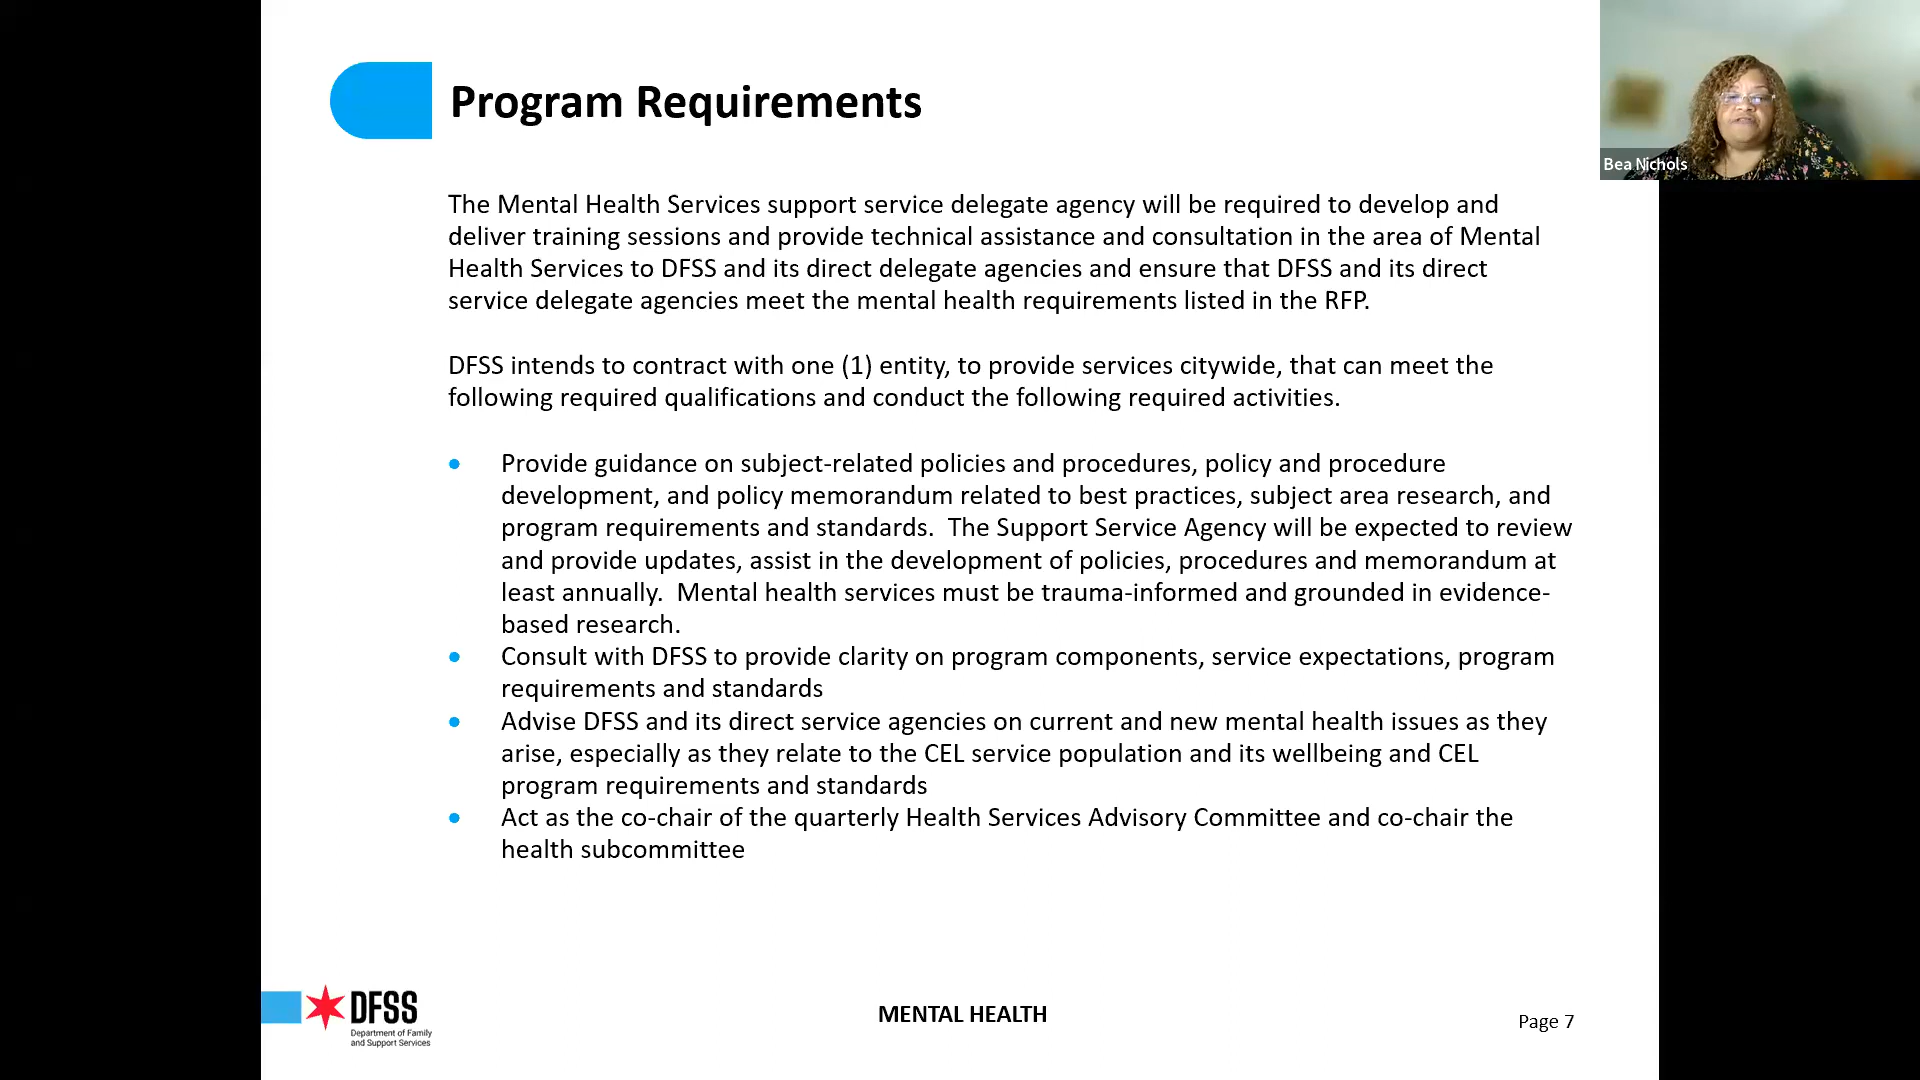 Program Requirements
Bea Nichols
The Mental Health Services support service delegate agency will be required to develop and
deliver training sessions and provide technical assistance and consultation in the area of Mental
Health Services to DFSS and its direct delegate agencies and ensure that DFSS and its direct
service delegate agencies meet the mental health requirements listed in the RFP.
DFSS intends to contract with one (1) entity, to provide services citywide, that can meet the
following required qualifications and conduct the following required activities.
• Provide guidance on subject-related policies and procedures, policy and procedure
development, and policy memorandum related to best practices, subject area research, and
program requirements and standards.  The Support Service Agency will be expected to review
and provide updates, assist in the development of policies, procedures and memorandum at
least annually.  Mental health services must be trauma-informed and grounded in evidence-
based research.
• Consult with DFSS to provide clarity on program components, service expectations, program
requirements and standards
• Advise DFSS and its direct service agencies on current and new mental health issues as they
arise, especially as they relate to the CEL service population and its wellbeing and CEL
program requirements and standards
• Act as the co-chair of the quarterly Health Services Advisory Committee and co-chair the
health subcommittee
DFSS
Department of Family
and Support Services
MENTAL HEALTH
Page 7